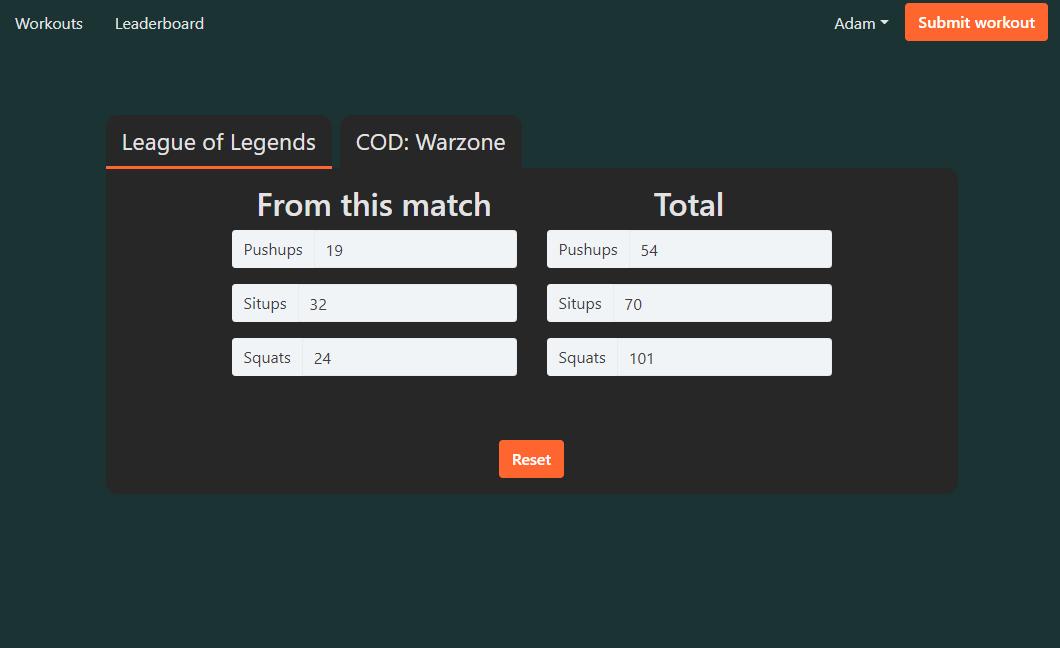 Workouts Leaderboard Adam Submit workout
League of Legends COD: Warzone
From this match Total
Pushups 19 Pushups 54
Situps 32 Situps 70
Squats 24 Squats 101
Reset